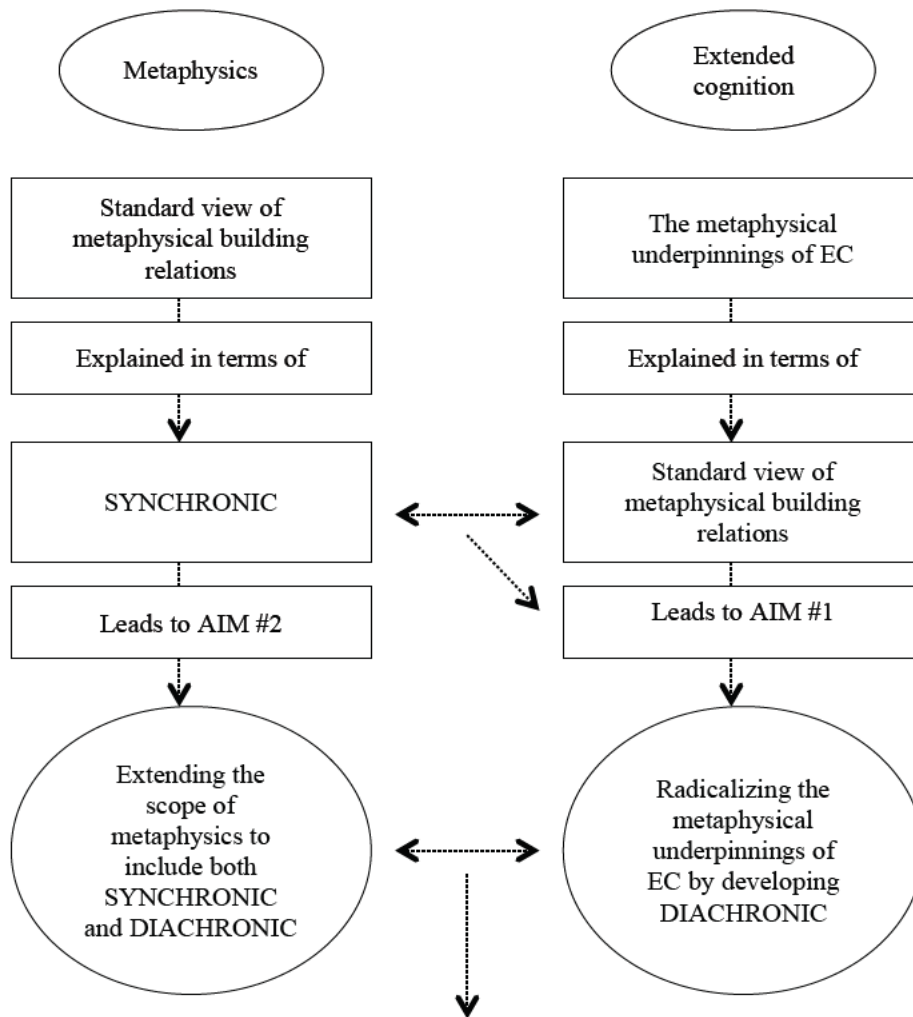 Metaphysics
Extended
cognition
Standard view of
metaphysical building
relations
The metaphysical
underpinnings of EC
Explained in terms of
Explained in terms of
SYNCHRONIC
Standard view of
metaphysical building
relations
Leads to AIM #2
Leads to AIM #1
Extending the
scope of
metaphysics to
include both
SYNCHRONIC
and DIACHRONIC
Radicalizing the
metaphysical
underpinnings of
EC by developing
DIACHRONIC